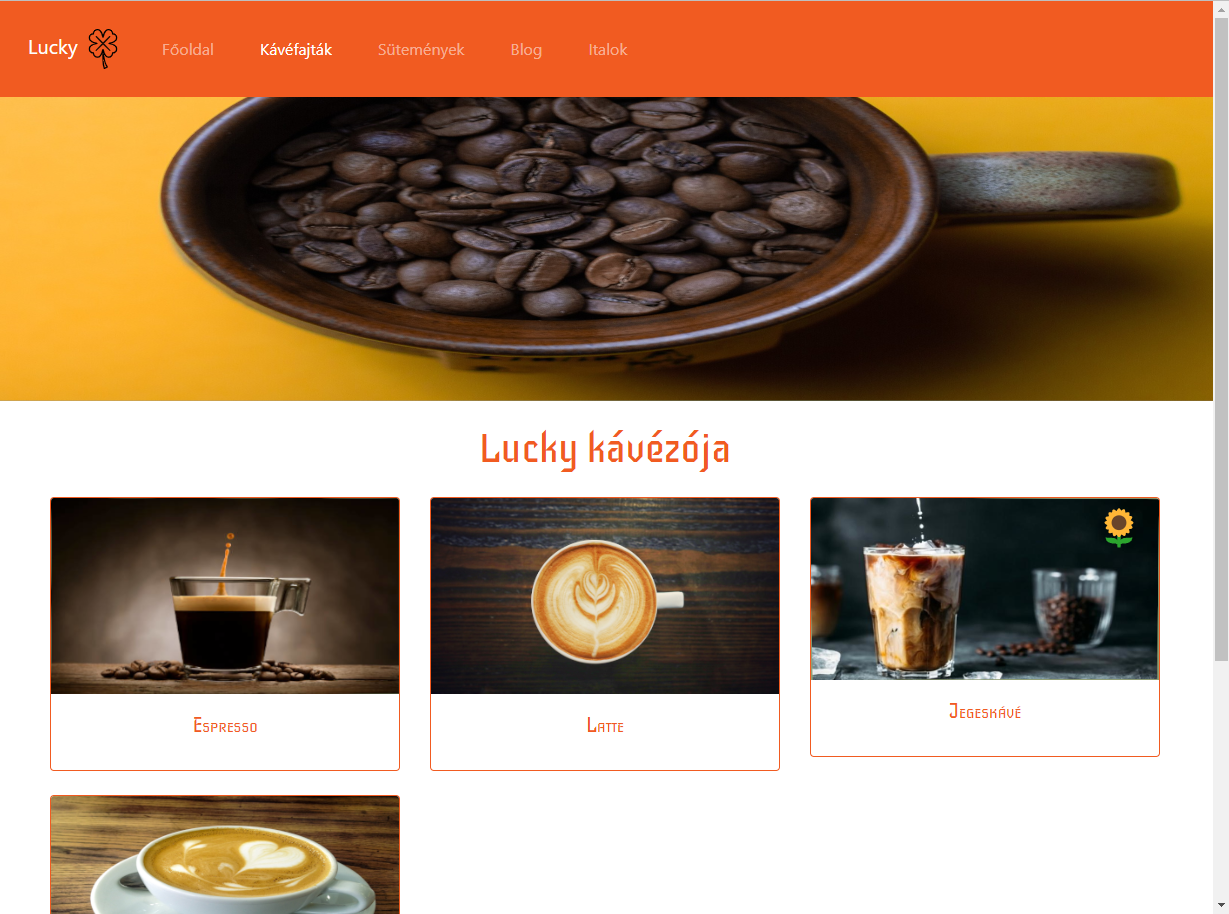 Lucky
Főoldal
Kávéfajták
Sütemények
Blog
Italok
Lucky kávézója
Espresso
Latte
Jegeskávé